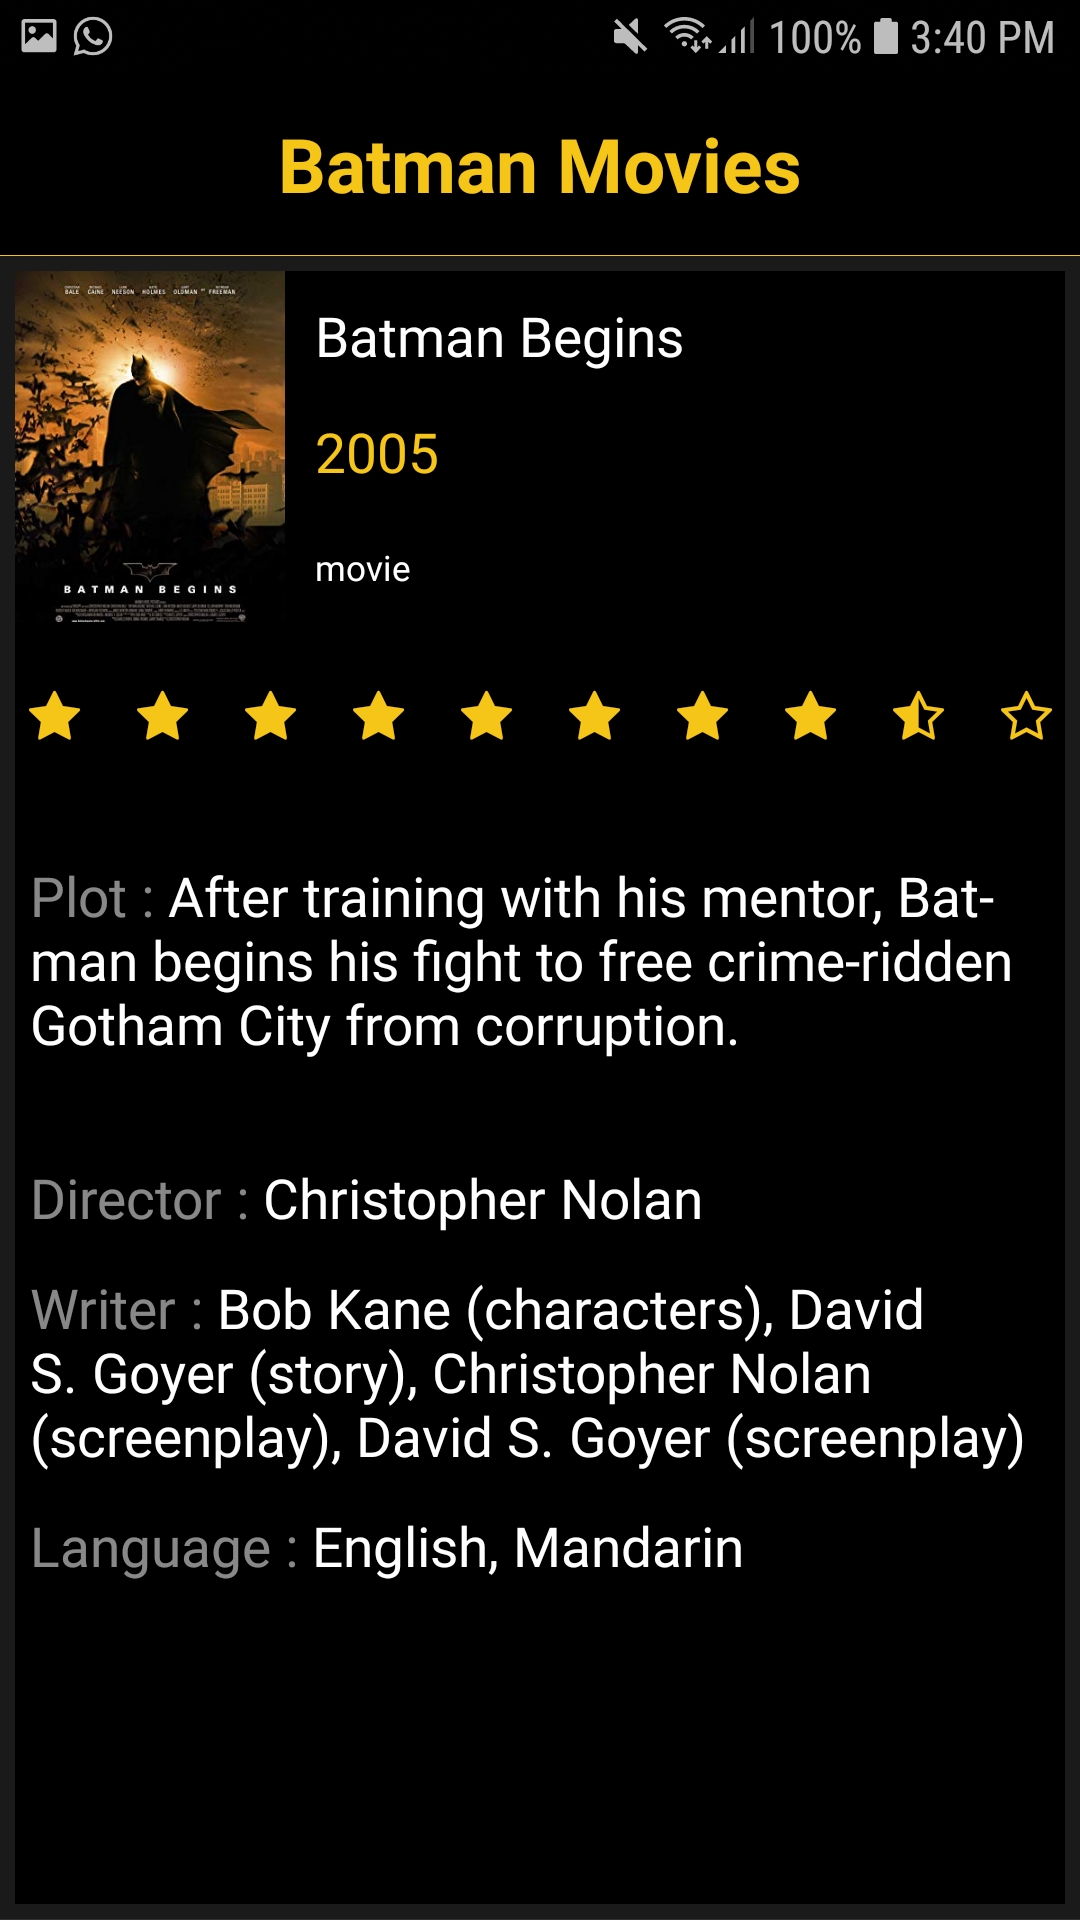 100% 3:40 PM
Batman Movies
BALE CAINE NEESON HOLMES OLDMAN FREEMAN
BATMAN BEGINS
Batman Begins
2005
movie
Plot : After training with his mentor, Bat-
man begins his fight to free crime-ridden
Gotham City from corruption.
Director : Christopher Nolan
Writer : Bob Kane (characters), David
S. Goyer (story), Christopher Nolan
(screenplay), David S. Goyer (screenplay)
Language : English, Mandarin